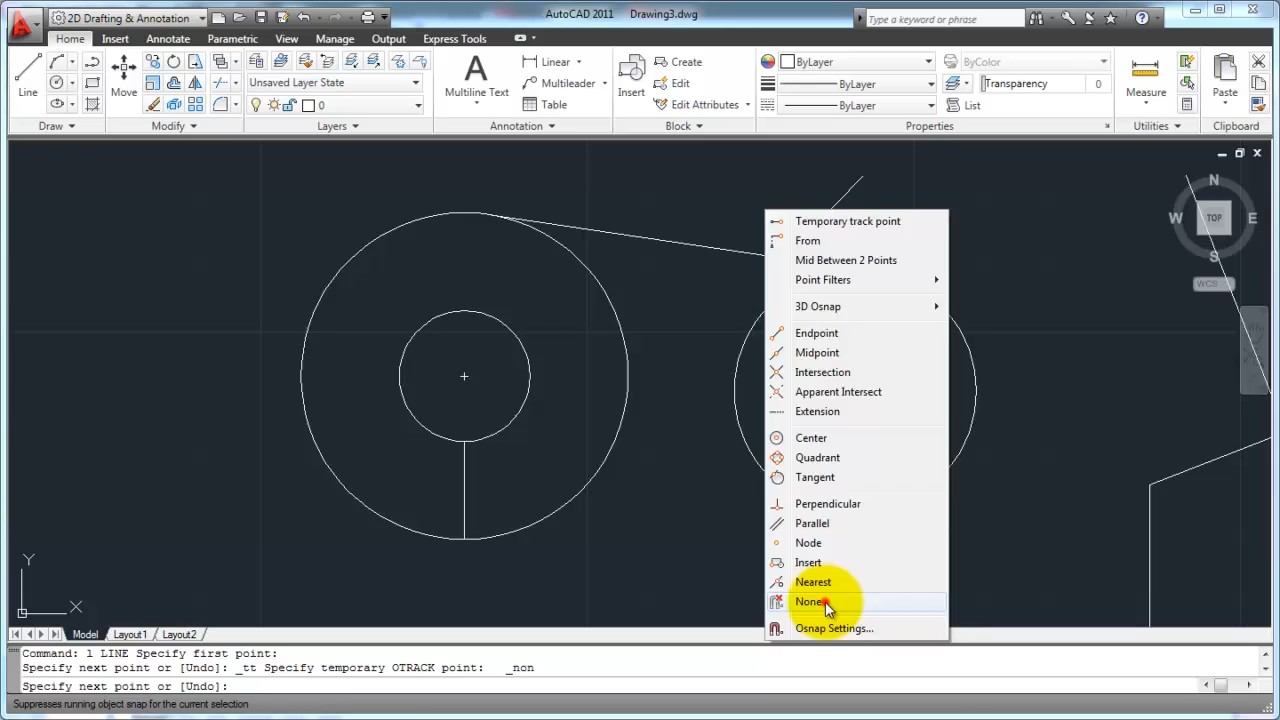 2D Drafting & Annotation
AutoCAD 2011 Drawing3.dwg
Type a keyword or phrase
Home Insert Annotate Parametric View Manage Output Express Tools
Line
Move
Unsaved Layer State
0
Multiline Text
Linear
Multileader
Table
Insert
Create
Edit
Edit Attributes
ByLayer
ByLayer
ByLayer
ByColor
Transparency 0
List
Measure
Paste
Draw Modify Layers Annotation Block Properties Utilities Clipboard
N
W TOP E
S
WCS
Temporary track point
From
Mid Between 2 Points
Point Filters
3D Osnap
Endpoint
Midpoint
Intersection
Apparent Intersect
Extension
Center
Quadrant
Tangent
Perpendicular
Parallel
Node
Insert
Nearest
None
Osnap Settings...
Y
X
Model Layout1 Layout2
Command: l LINE Specify first point:
Specify next point or [Undo]: _tt Specify temporary OTRACK point: _non
Specify next point or [Undo]:
Suppresses running object snap for the current selection